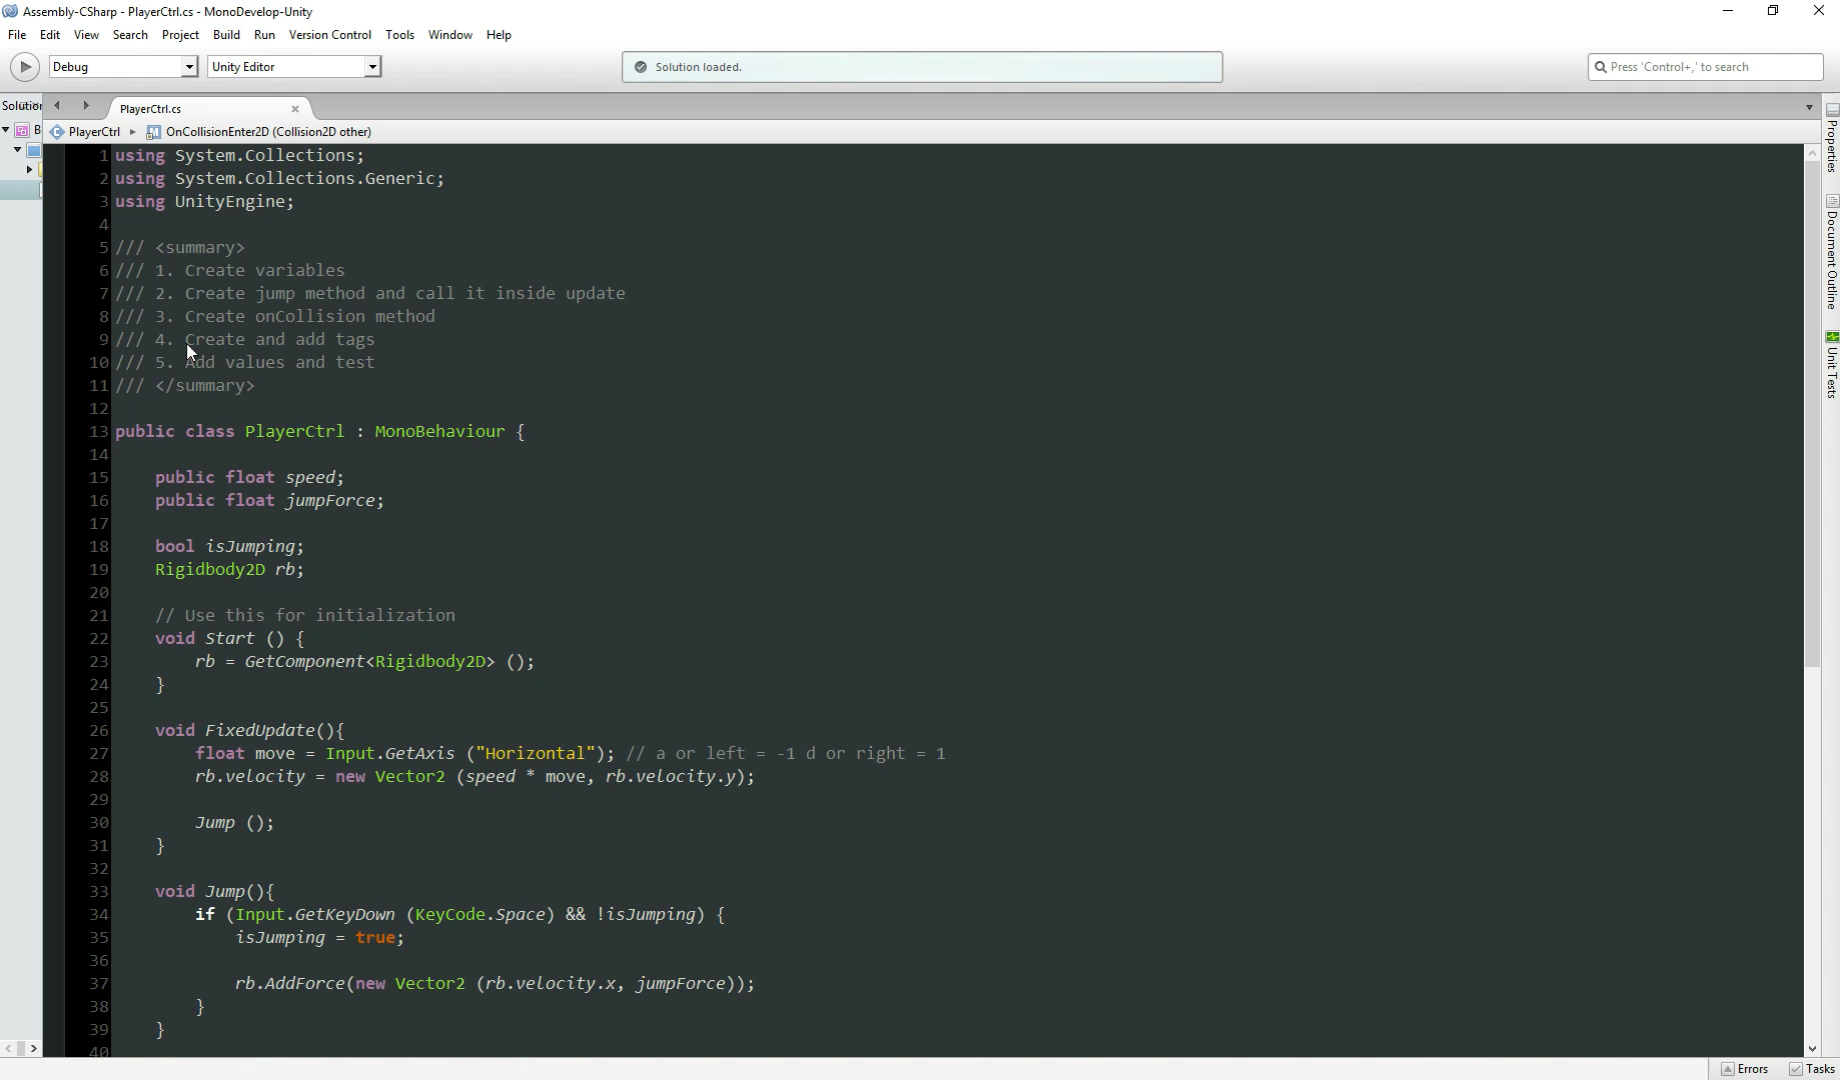 Assembly-CSharp - PlayerCtrl.cs - MonoDevelop-Unity
File Edit View Search Project Build Run Version Control Tools Window Help
Debug Unity Editor Solution loaded. Press 'Control+,' to search
PlayerCtrl.cs
PlayerCtrl OnCollisionEnter2D (Collision2D other)
1 using System.Collections;
2 using System.Collections.Generic;
3 using UnityEngine;
4
5 /// <summary>
6 /// 1. Create variables
7 /// 2. Create jump method and call it inside update
8 /// 3. Create onCollision method
9 /// 4. Create and add tags
10 /// 5. Add values and test
11 /// </summary>
12
13 public class PlayerCtrl : MonoBehaviour {
14
15     public float speed;
16     public float jumpForce;
17
18     bool isJumping;
19     Rigidbody2D rb;
20
21     // Use this for initialization
22     void Start () {
23         rb = GetComponent<Rigidbody2D> ();
24     }
25
26     void FixedUpdate(){
27         float move = Input.GetAxis ("Horizontal"); // a or left = -1 d or right = 1
28         rb.velocity = new Vector2 (speed * move, rb.velocity.y);
29
30         Jump ();
31     }
32
33     void Jump(){
34         if (Input.GetKeyDown (KeyCode.Space) && !isJumping) {
35             isJumping = true;
36
37             rb.AddForce(new Vector2 (rb.velocity.x, jumpForce));
38         }
39     }
40
Properties
Document Outline
Unit Tests
Errors Tasks